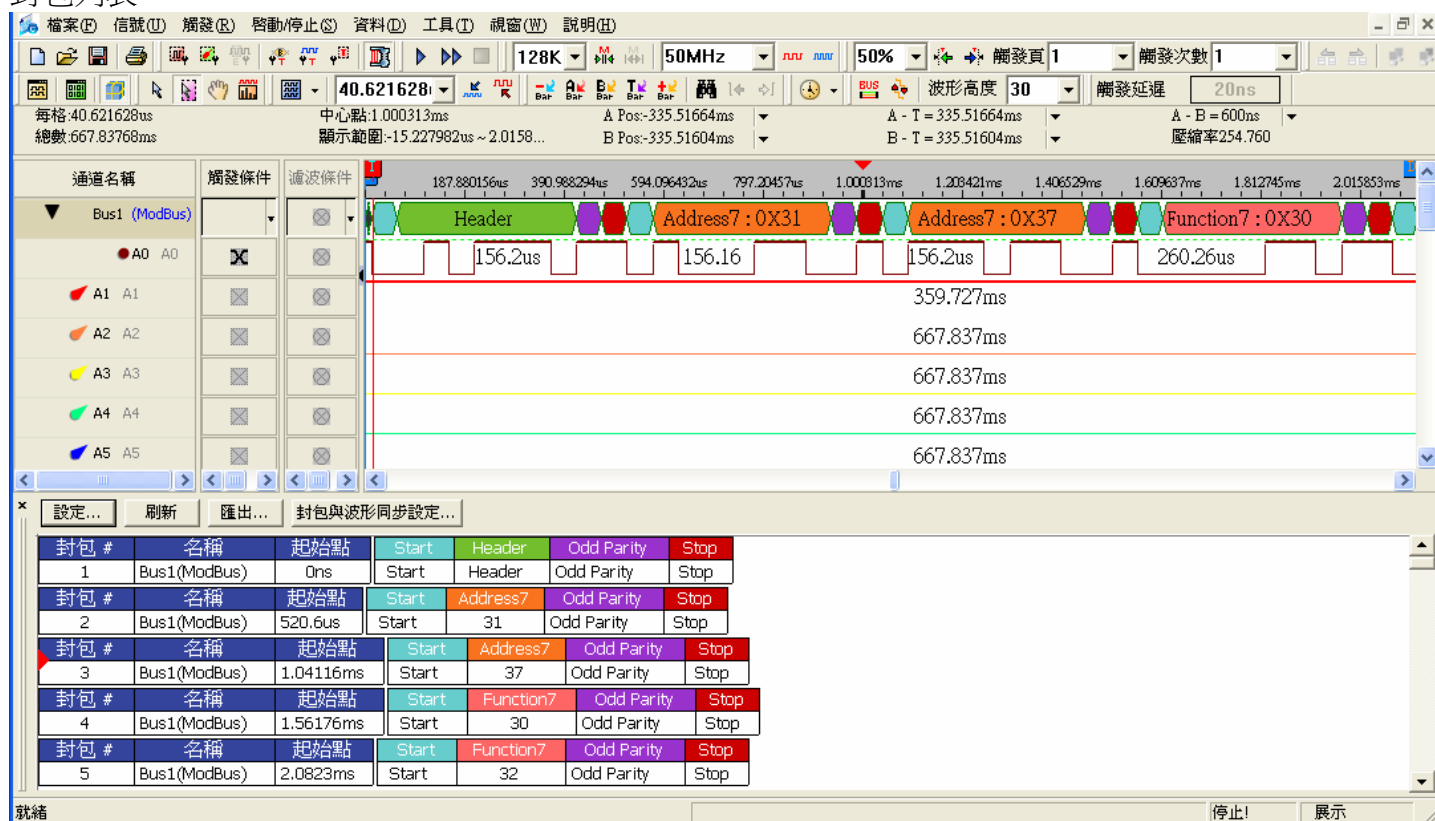 封包列表
檔案(F) 信號(U) 觸發(R) 啓動/停止(S) 資料(D) 工具(T) 視窗(W) 說明(H)
128K 50MHz 50% 觸發頁 1 觸發次數 1
40.621628 Bar Bar Bar Bar Bar BUS 波形高度 30 觸發延遲 20ns
每格:40.621628us 中心點:1.000313ms A Pos:-335.51664ms A - T = 335.51664ms A - B = 600ns
總數:667.83768ms 顯示範圍:-15.227982us ~ 2.0158... B Pos:-335.51604ms B - T = 335.51604ms 壓縮率254.760
通道名稱 觸發條件 濾波條件 187.880156us 390.988294us 594.096432us 797.20457us 1.000313ms 1.203421ms 1.406529ms 1.609637ms 1.812745ms 2.015853ms
Bus1 (ModBus) Header Address7 : 0X31 Address7 : 0X37 Function7 : 0X30
A0 A0 156.2us 156.16 156.2us 260.26us
A1 A1 359.727ms
A2 A2 667.837ms
A3 A3 667.837ms
A4 A4 667.837ms
A5 A5 667.837ms
設定... 刷新 匯出... 封包與波形同步設定...
封包 # 名稱 起始點 Start Header Odd Parity Stop
1 Bus1(ModBus) 0ns Start Header Odd Parity Stop
封包 # 名稱 起始點 Start Address7 Odd Parity Stop
2 Bus1(ModBus) 520.6us Start 31 Odd Parity Stop
封包 # 名稱 起始點 Start Address7 Odd Parity Stop
3 Bus1(ModBus) 1.04116ms Start 37 Odd Parity Stop
封包 # 名稱 起始點 Start Function7 Odd Parity Stop
4 Bus1(ModBus) 1.56176ms Start 30 Odd Parity Stop
封包 # 名稱 起始點 Start Function7 Odd Parity Stop
5 Bus1(ModBus) 2.0823ms Start 32 Odd Parity Stop
就緒 停止! 展示